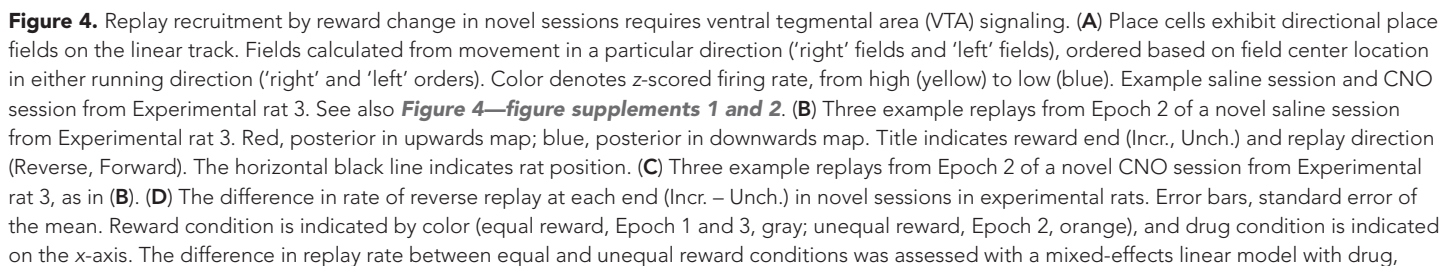 Figure 4. Replay recruitment by reward change in novel sessions requires ventral tegmental area (VTA) signaling. (A) Place cells exhibit directional place
fields on the linear track. Fields calculated from movement in a particular direction (‘right’ fields and ‘left’ fields), ordered based on field center location
in either running direction (‘right’ and ‘left’ orders). Color denotes z-scored firing rate, from high (yellow) to low (blue). Example saline session and CNO
session from Experimental rat 3. See also Figure 4—figure supplements 1 and 2. (B) Three example replays from Epoch 2 of a novel saline session
from Experimental rat 3. Red, posterior in upwards map; blue, posterior in downwards map. Title indicates reward end (Incr., Unch.) and replay direction
(Reverse, Forward). The horizontal black line indicates rat position. (C) Three example replays from Epoch 2 of a novel CNO session from Experimental
rat 3, as in (B). (D) The difference in rate of reverse replay at each end (Incr. – Unch.) in novel sessions in experimental rats. Error bars, standard error of
the mean. Reward condition is indicated by color (equal reward, Epoch 1 and 3, gray; unequal reward, Epoch 2, orange), and drug condition is indicated
on the x-axis. The difference in replay rate between equal and unequal reward conditions was assessed with a mixed-effects linear model with drug,